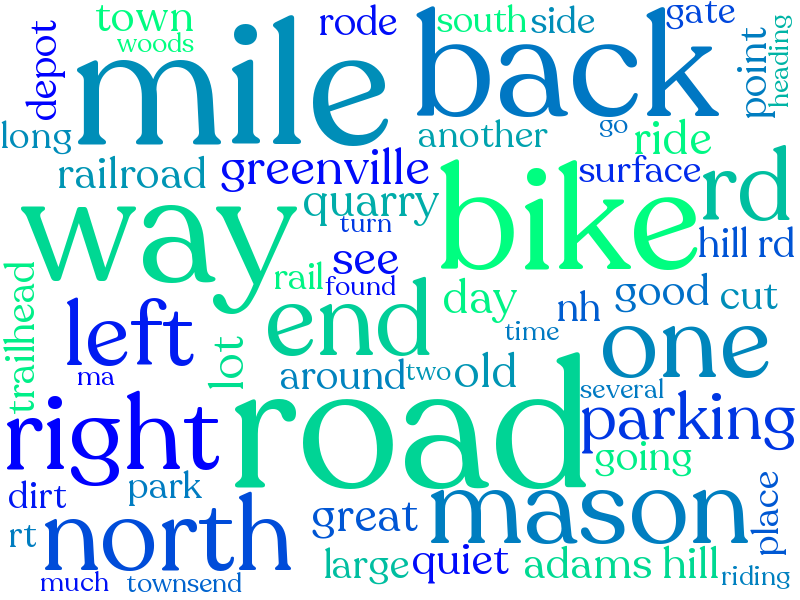 town
woods
rode
south
side
gate
heading
depot
mile
back
point
long
another
go
ride
railroad
greenville
surface
rd
quarry
bike
way
turn
hill rd
see
rail
found
trailhead
left
lot
end
day
nh
good
cut
time
one
ma
around
two
old
several
right
road
parking
going
dirt
park
place
rt
north
great
mason
large
quiet
adams hill
riding
much
townsend